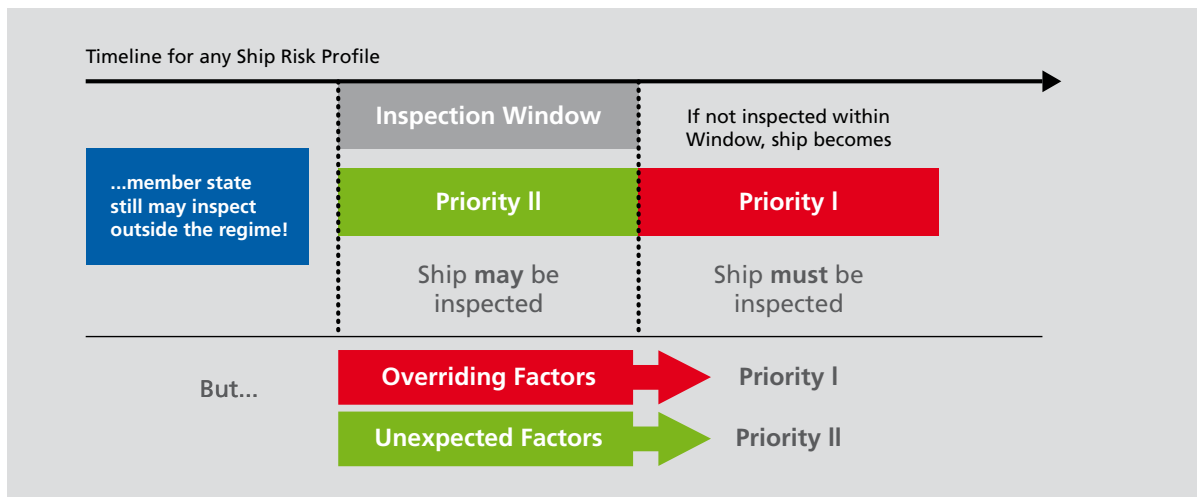 Timeline for any Ship Risk Profile
Inspection Window
If not inspected within
Window, ship becomes
...member state
still may inspect
outside the regime!
Priority ll
Priority l
Ship may be
inspected
Ship must be
inspected
But...
Overriding Factors
Priority l
Unexpected Factors
Priority ll